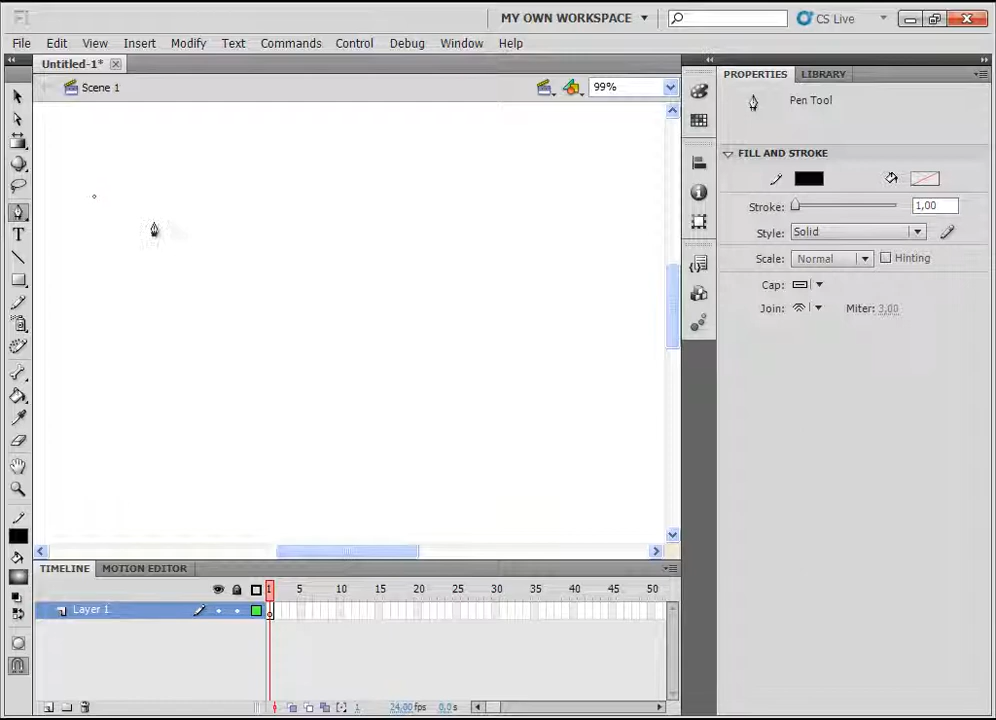 Fl
MY OWN WORKSPACE
CS Live
File Edit View Insert Modify Text Commands Control Debug Window Help
Untitled-1*
Scene 1
99%
PROPERTIES LIBRARY
Pen Tool
FILL AND STROKE
Stroke: 1,00
Style: Solid
Scale: Normal Hinting
Cap:
Join: Miter: 3,00
TIMELINE MOTION EDITOR
1 5 10 15 20 25 30 35 40 45 50
Layer 1
1 24,00 fps 0,0 s